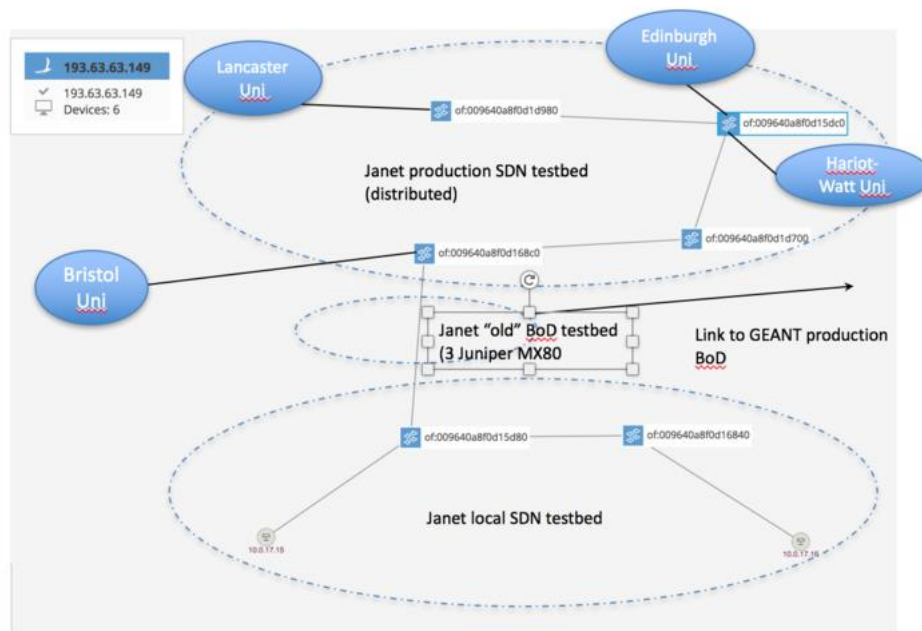 193.63.63.149
193.63.63.149
Devices: 6
Lancaster
Uni
Edinburgh
Uni
of:009640a8f0d1d980
of:009640a8f0d15dc0
Janet production SDN testbed
(distributed)
Hariot-
Watt Uni
of:009640a8f0d1d700
of:009640a8f0d168c0
Bristol
Uni
Janet “old” BoD testbed
(3 Juniper MX80
Link to GEANT production
BoD
of:009640a8f0d15d80
of:009640a8f0d16840
Janet local SDN testbed
10.0.17.15
10.0.17.16